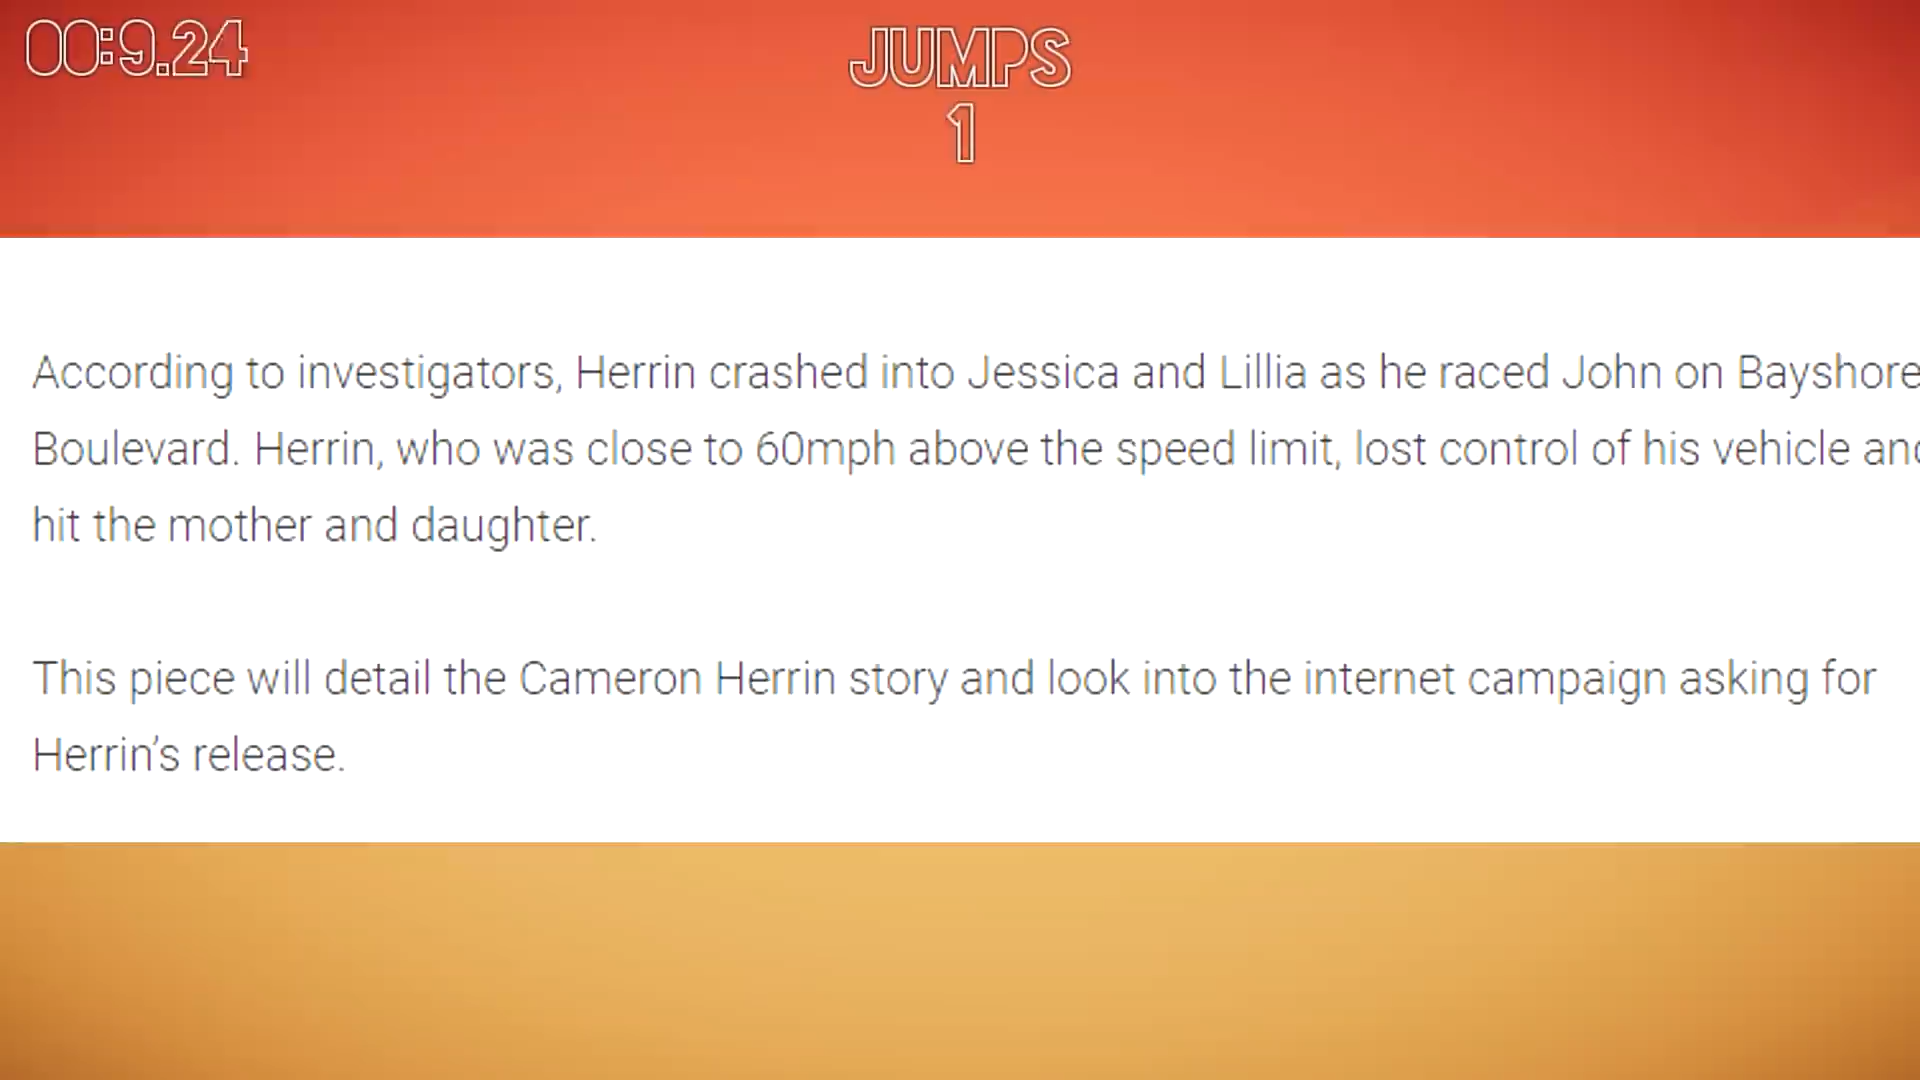 00:9.24
JUMPS
1
According to investigators, Herrin crashed into Jessica and Lillia as he raced John on Bayshore
Boulevard. Herrin, who was close to 60mph above the speed limit, lost control of his vehicle and
hit the mother and daughter.
This piece will detail the Cameron Herrin story and look into the internet campaign asking for
Herrin’s release.